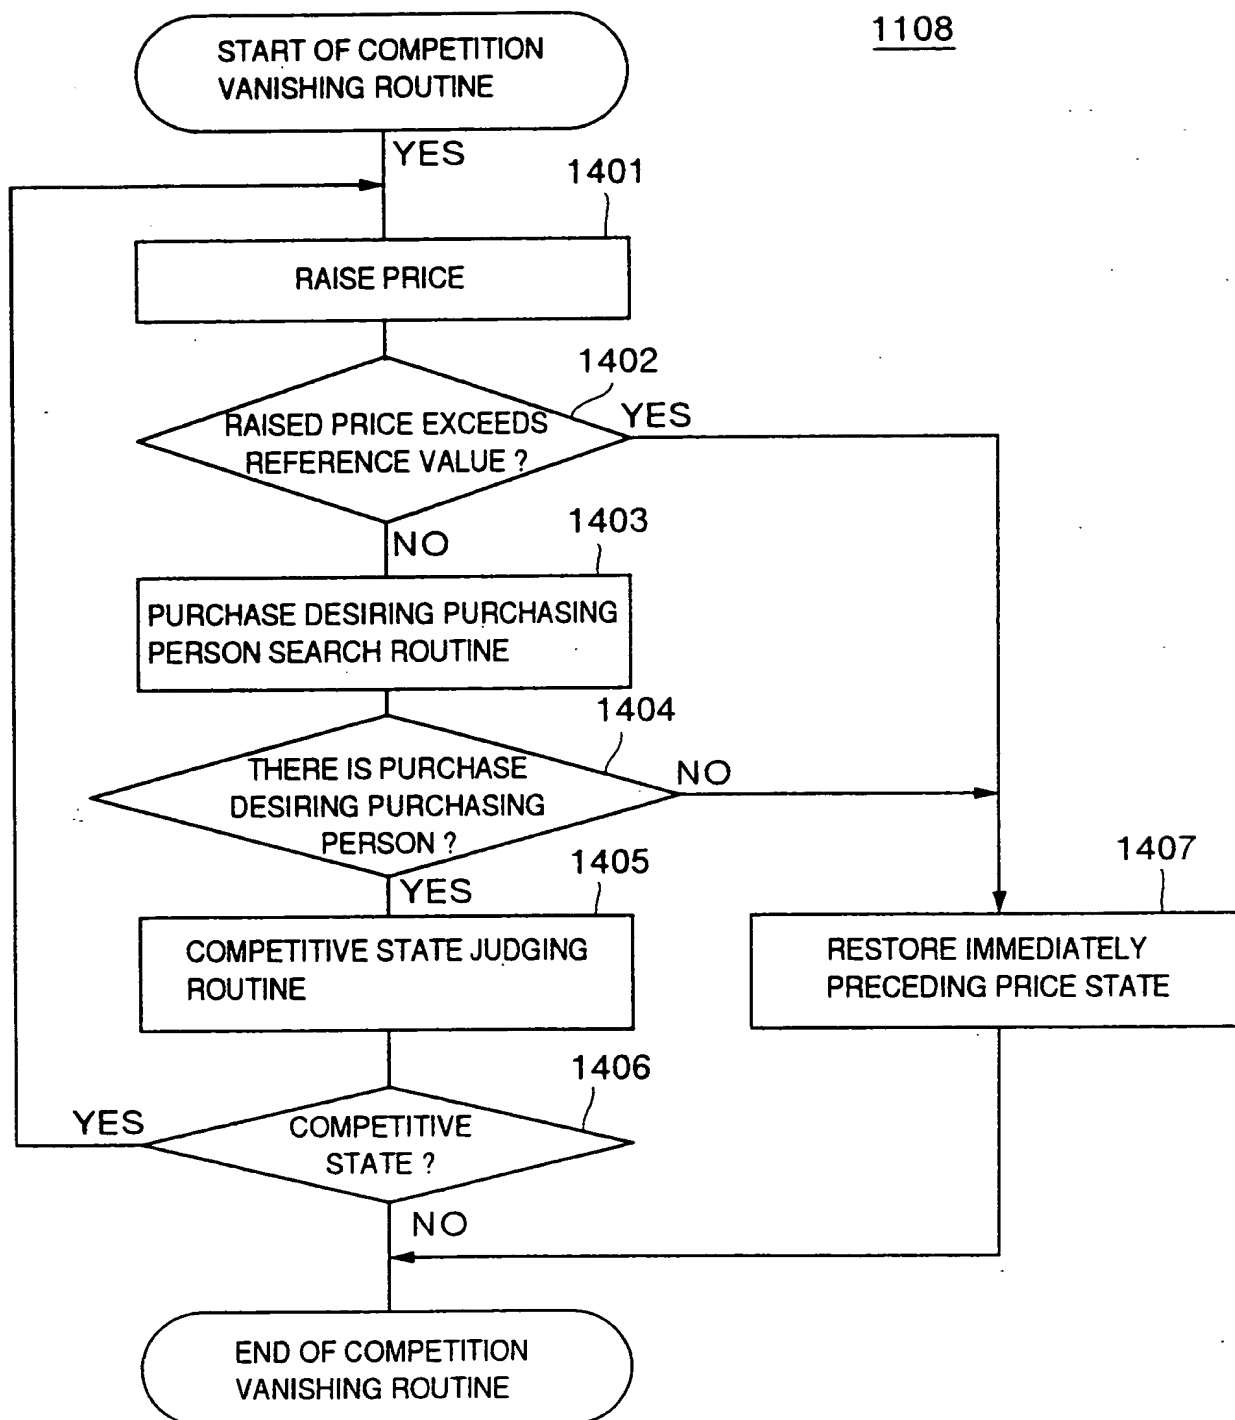 1108
START OF COMPETITION
VANISHING ROUTINE
YES
1401
RAISE PRICE
1402
RAISED PRICE EXCEEDS
REFERENCE VALUE ?
YES
NO
1403
PURCHASE DESIRING PURCHASING
PERSON SEARCH ROUTINE
1404
THERE IS PURCHASE
DESIRING PURCHASING
PERSON ?
NO
YES
1405
COMPETITIVE STATE JUDGING
ROUTINE
1407
RESTORE IMMEDIATELY
PRECEDING PRICE STATE
1406
COMPETITIVE
STATE ?
YES
NO
END OF COMPETITION
VANISHING ROUTINE